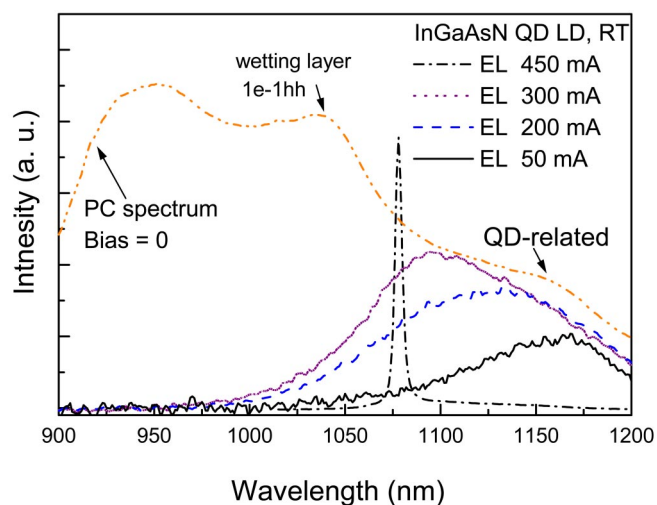 InGaAsN QD LD, RT
EL 450 mA
EL 300 mA
EL 200 mA
EL 50 mA
wetting layer
1e-1hh
PC spectrum
Bias = 0
QD-related
Intnesity (a. u.)
900 950 1000 1050 1100 1150 1200
Wavelength (nm)